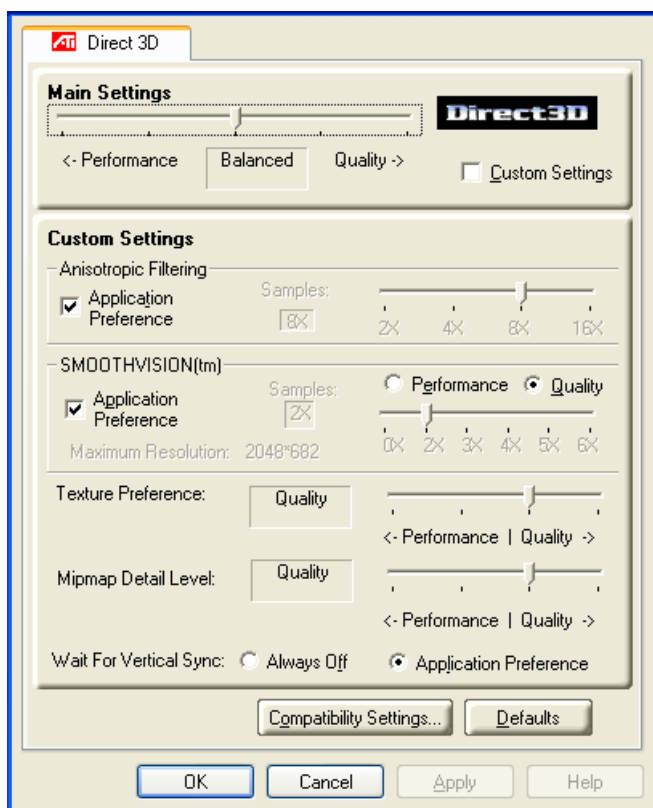 ATI Direct 3D
Main Settings
Direct3D
<- Performance Balanced Quality ->
Custom Settings
Custom Settings
Anisotropic Filtering
Application Preference
Samples:
8X
2X 4X 8X 16X
SMOOTHVISION(tm)
Application Preference
Samples:
2X
Performance Quality
0X 2X 3X 4X 5X 6X
Maximum Resolution: 2048*682
Texture Preference: Quality
<- Performance | Quality ->
Mipmap Detail Level: Quality
<- Performance | Quality ->
Wait For Vertical Sync: Always Off Application Preference
Compatibility Settings... Defaults
OK Cancel Apply Help